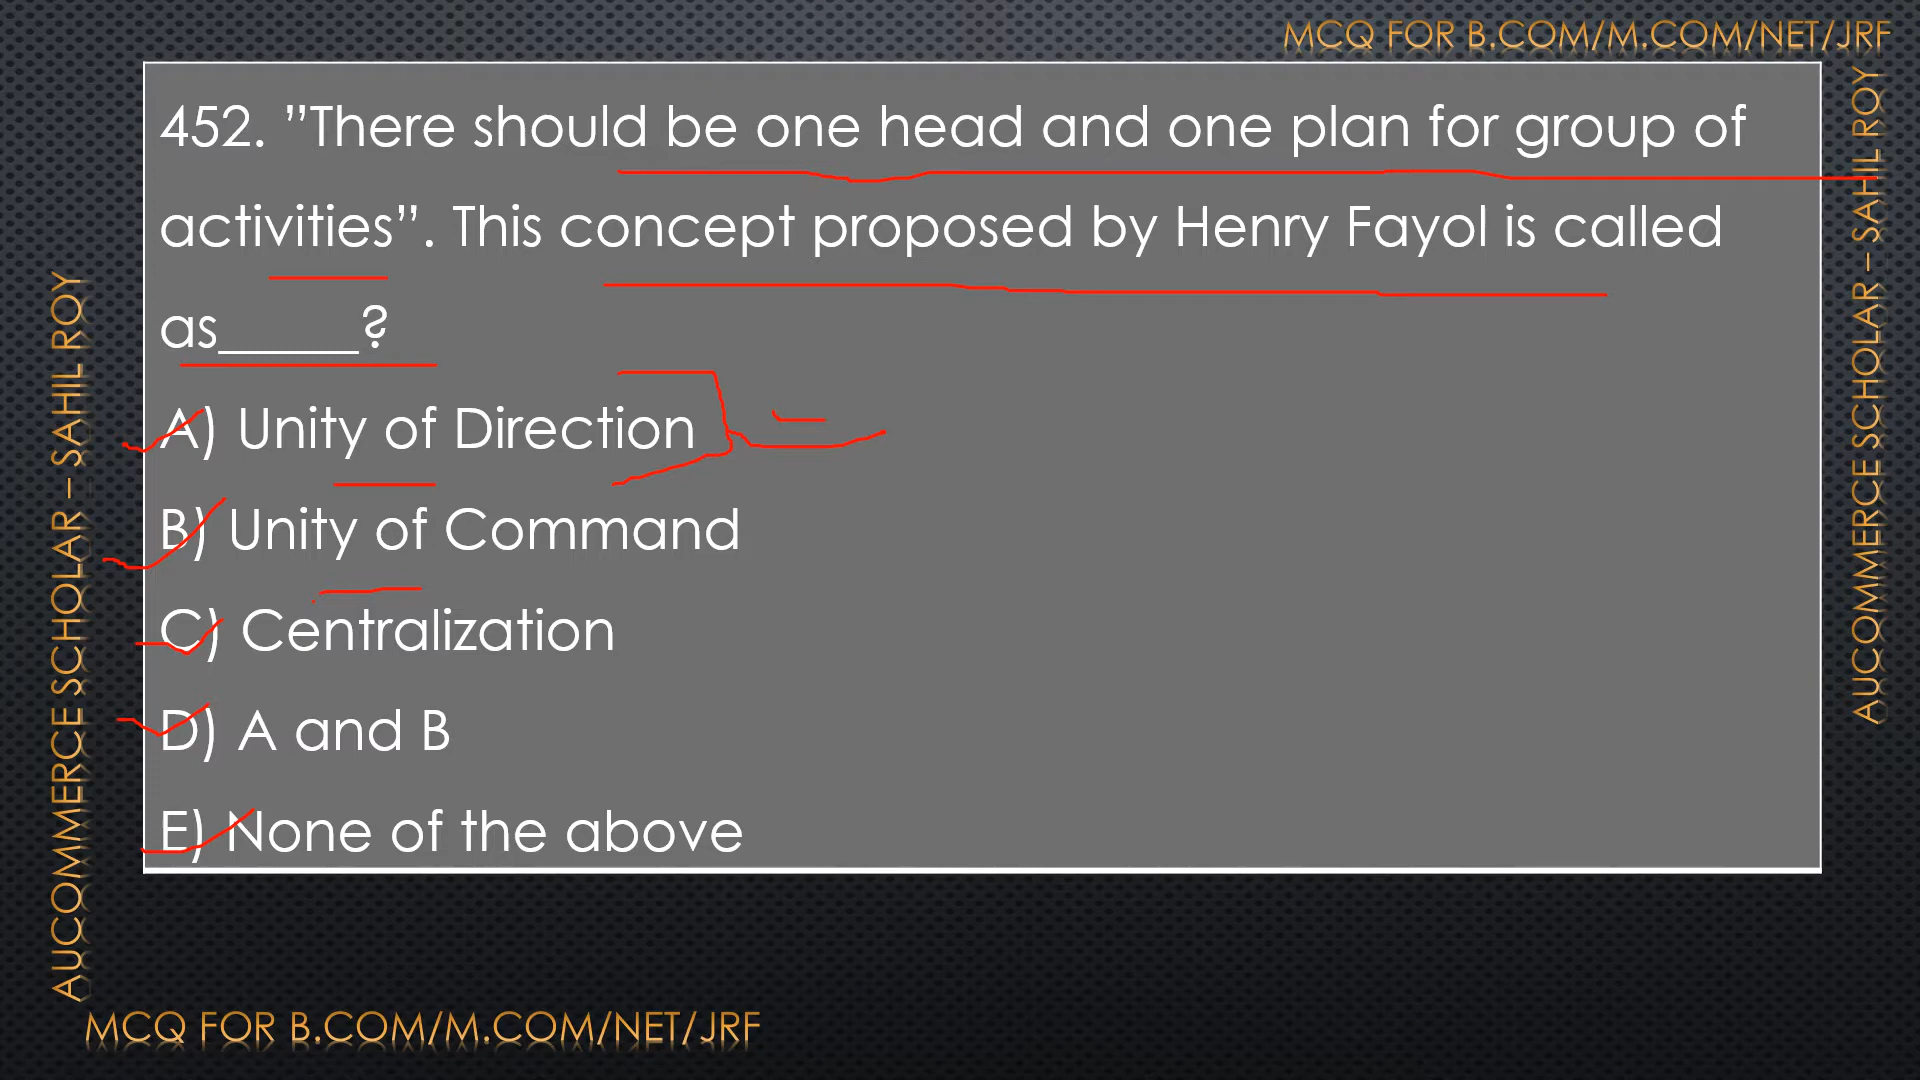 MCQ FOR B.COM/M.COM/NET/JRF
452. ”There should be one head and one plan for group of
activities”. This concept proposed by Henry Fayol is called
as_____?
A) Unity of Direction
B) Unity of Command
C) Centralization
D) A and B
E) None of the above
AUCOMMERCE SCHOLAR – SAHIL ROY
AUCOMMERCE SCHOLAR – SAHIL ROY
MCQ FOR B.COM/M.COM/NET/JRF